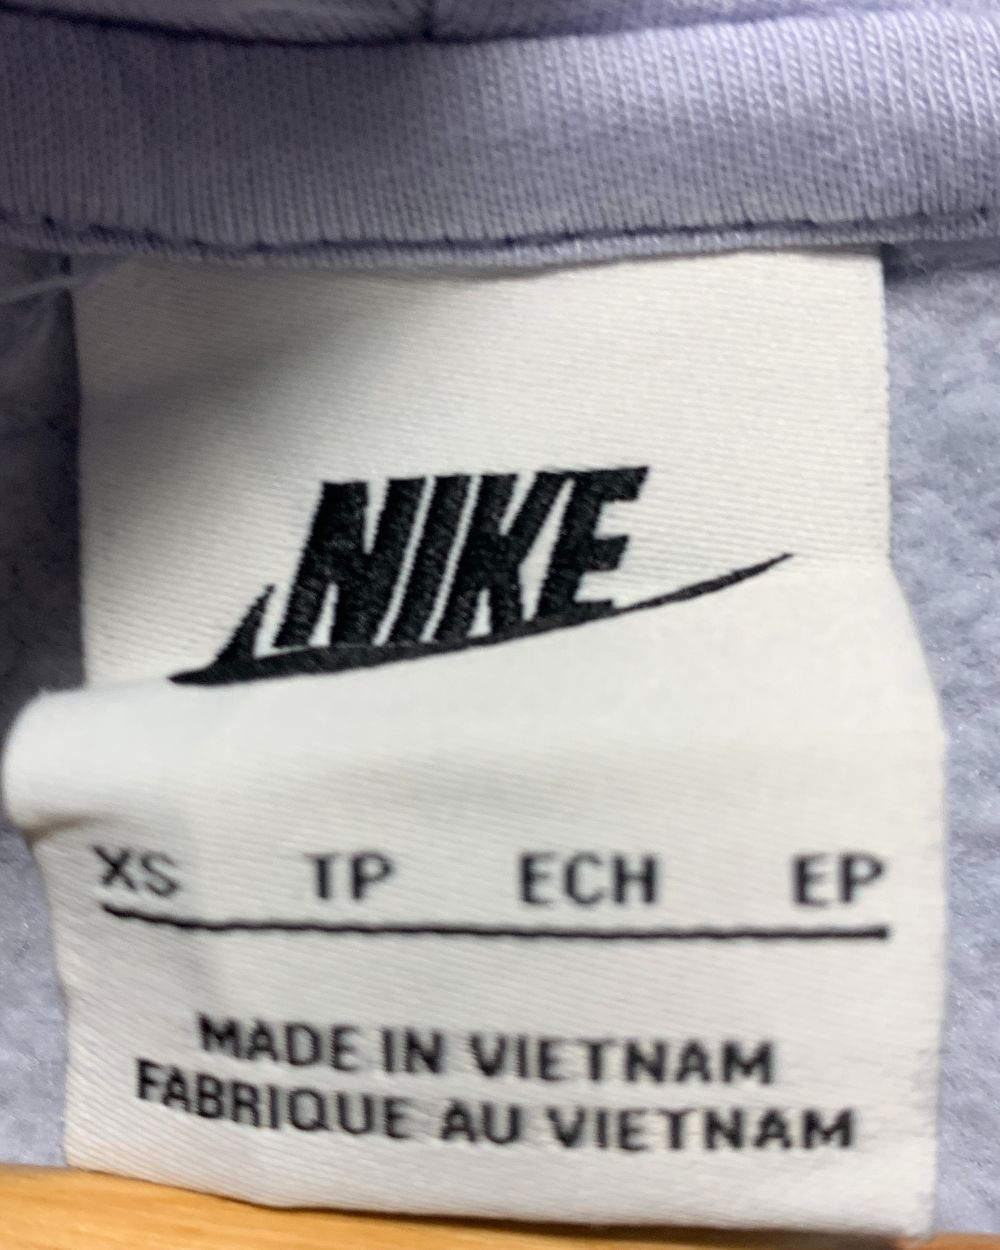 NIKE
XS TP ECH EP
MADE IN VIETNAM
FABRIQUE AU VIETNAM